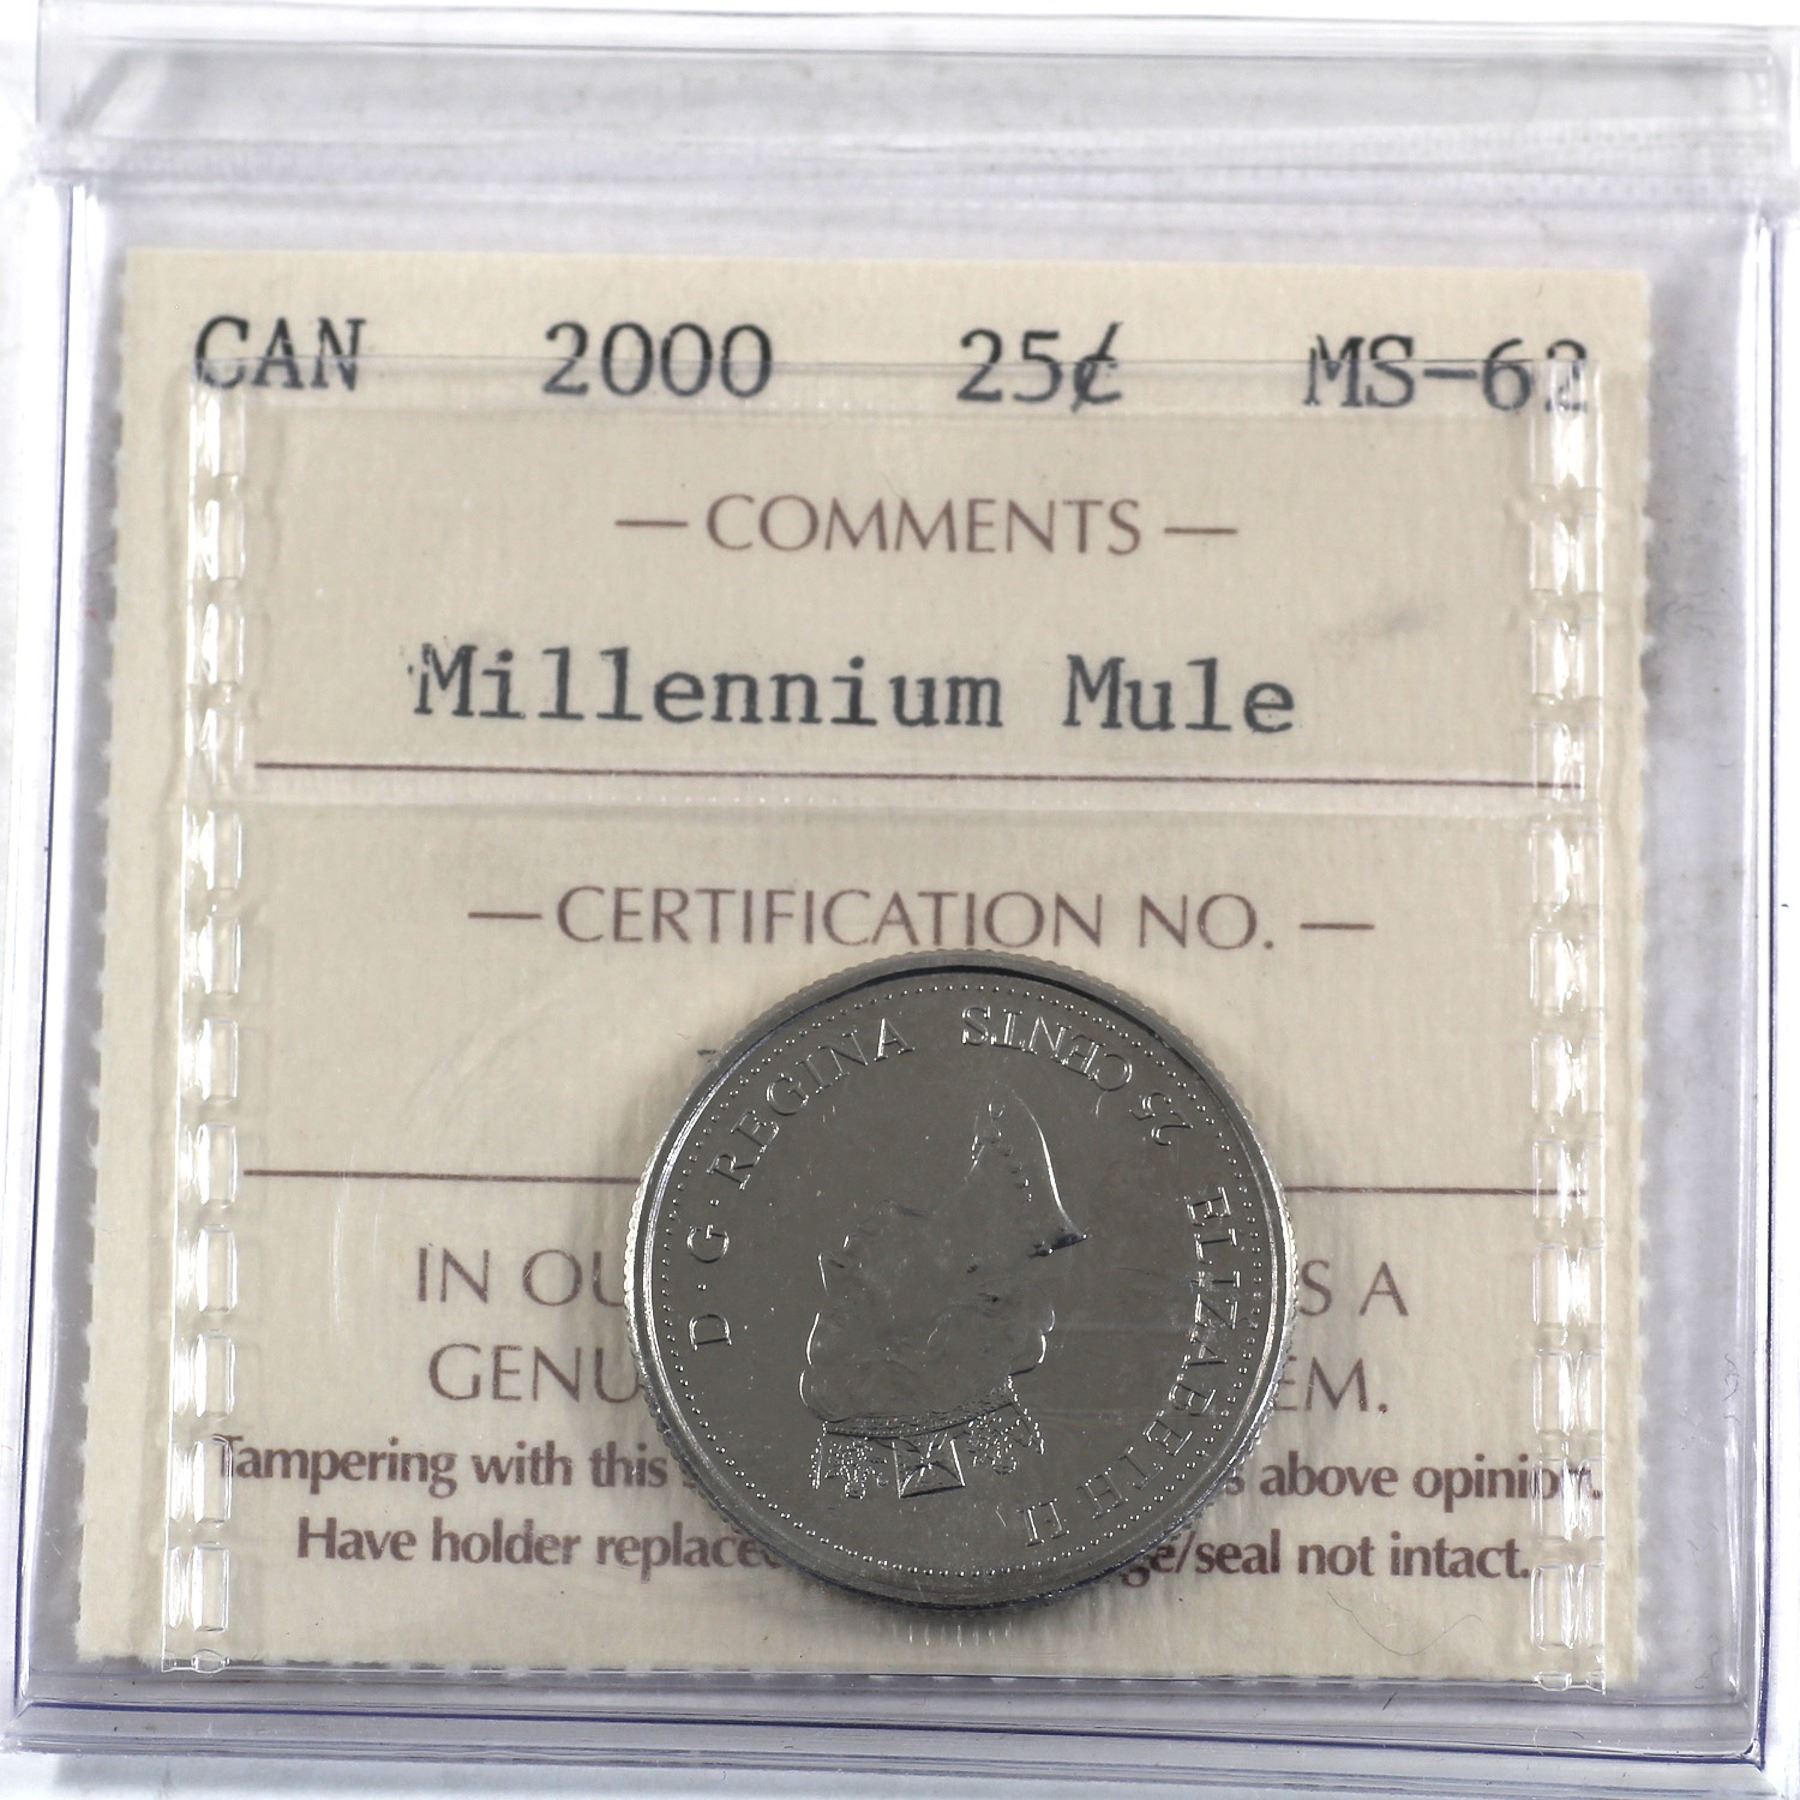 CAN 2000 25¢ MS-62
— COMMENTS —
Millennium Mule
— CERTIFICATION NO. —
IN OU S A
GENU EM.
Tampering with this s above opinion.
Have holder replace ge/seal not intact.
ELIZABETH II D·G·REGINA 25 CENTS